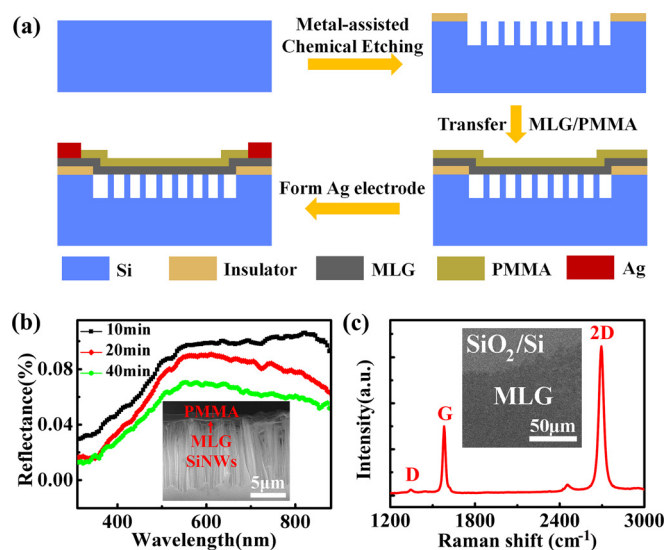 (a)
Metal-assisted
Chemical Etching
Transfer MLG/PMMA
Form Ag electrode
Si Insulator MLG PMMA Ag
(b)
10min
20min
40min
0.08
0.04
0.00
Reflectance(%)
PMMA
MLG
SiNWs
5μm
400 600 800
Wavelength(nm)
(c)
SiO2/Si
MLG
50μm
2D
G
D
Intensity(a.u.)
1200 1800 2400 3000
Raman shift (cm⁻¹)